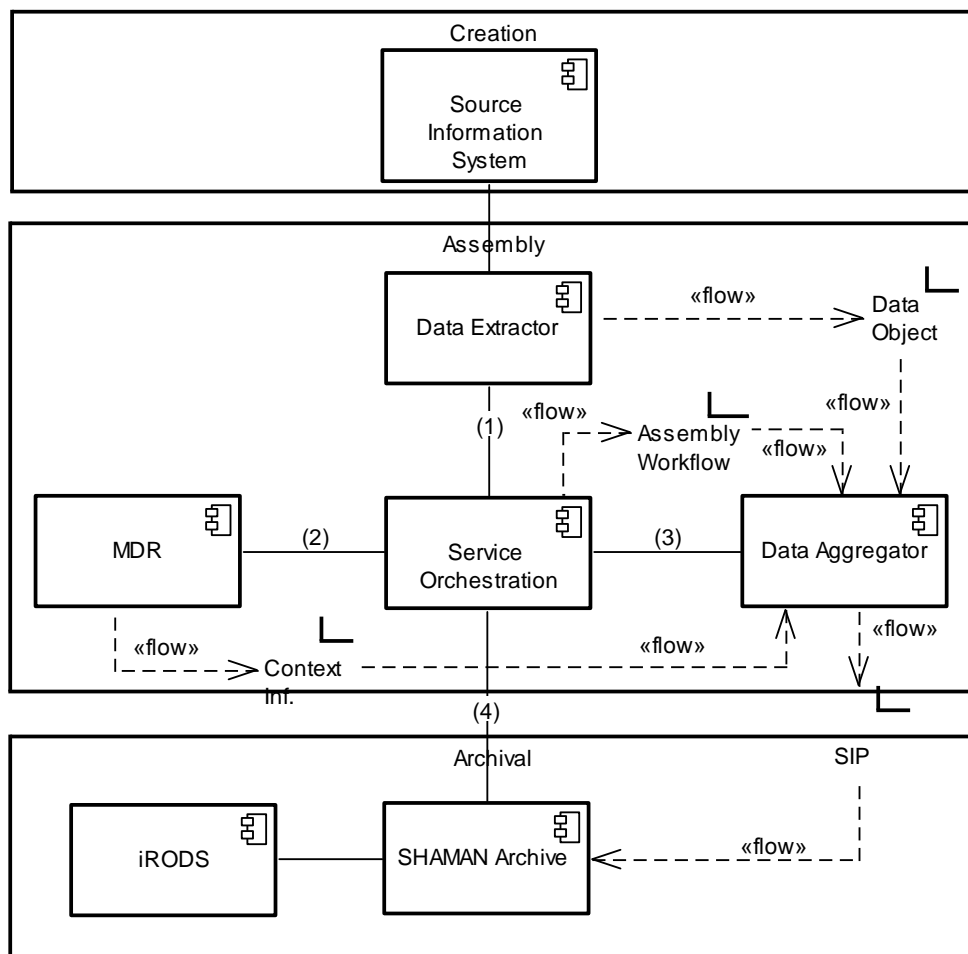 Creation
Source
Information
System
Assembly
Data Extractor
«flow»
Data
Object
(1)
«flow»
Assembly
Workflow
«flow»
«flow»
MDR
(2)
Service
Orchestration
(3)
Data Aggregator
«flow»
Context
Inf.
«flow»
«flow»
(4)
Archival
SIP
iRODS
SHAMAN Archive
«flow»